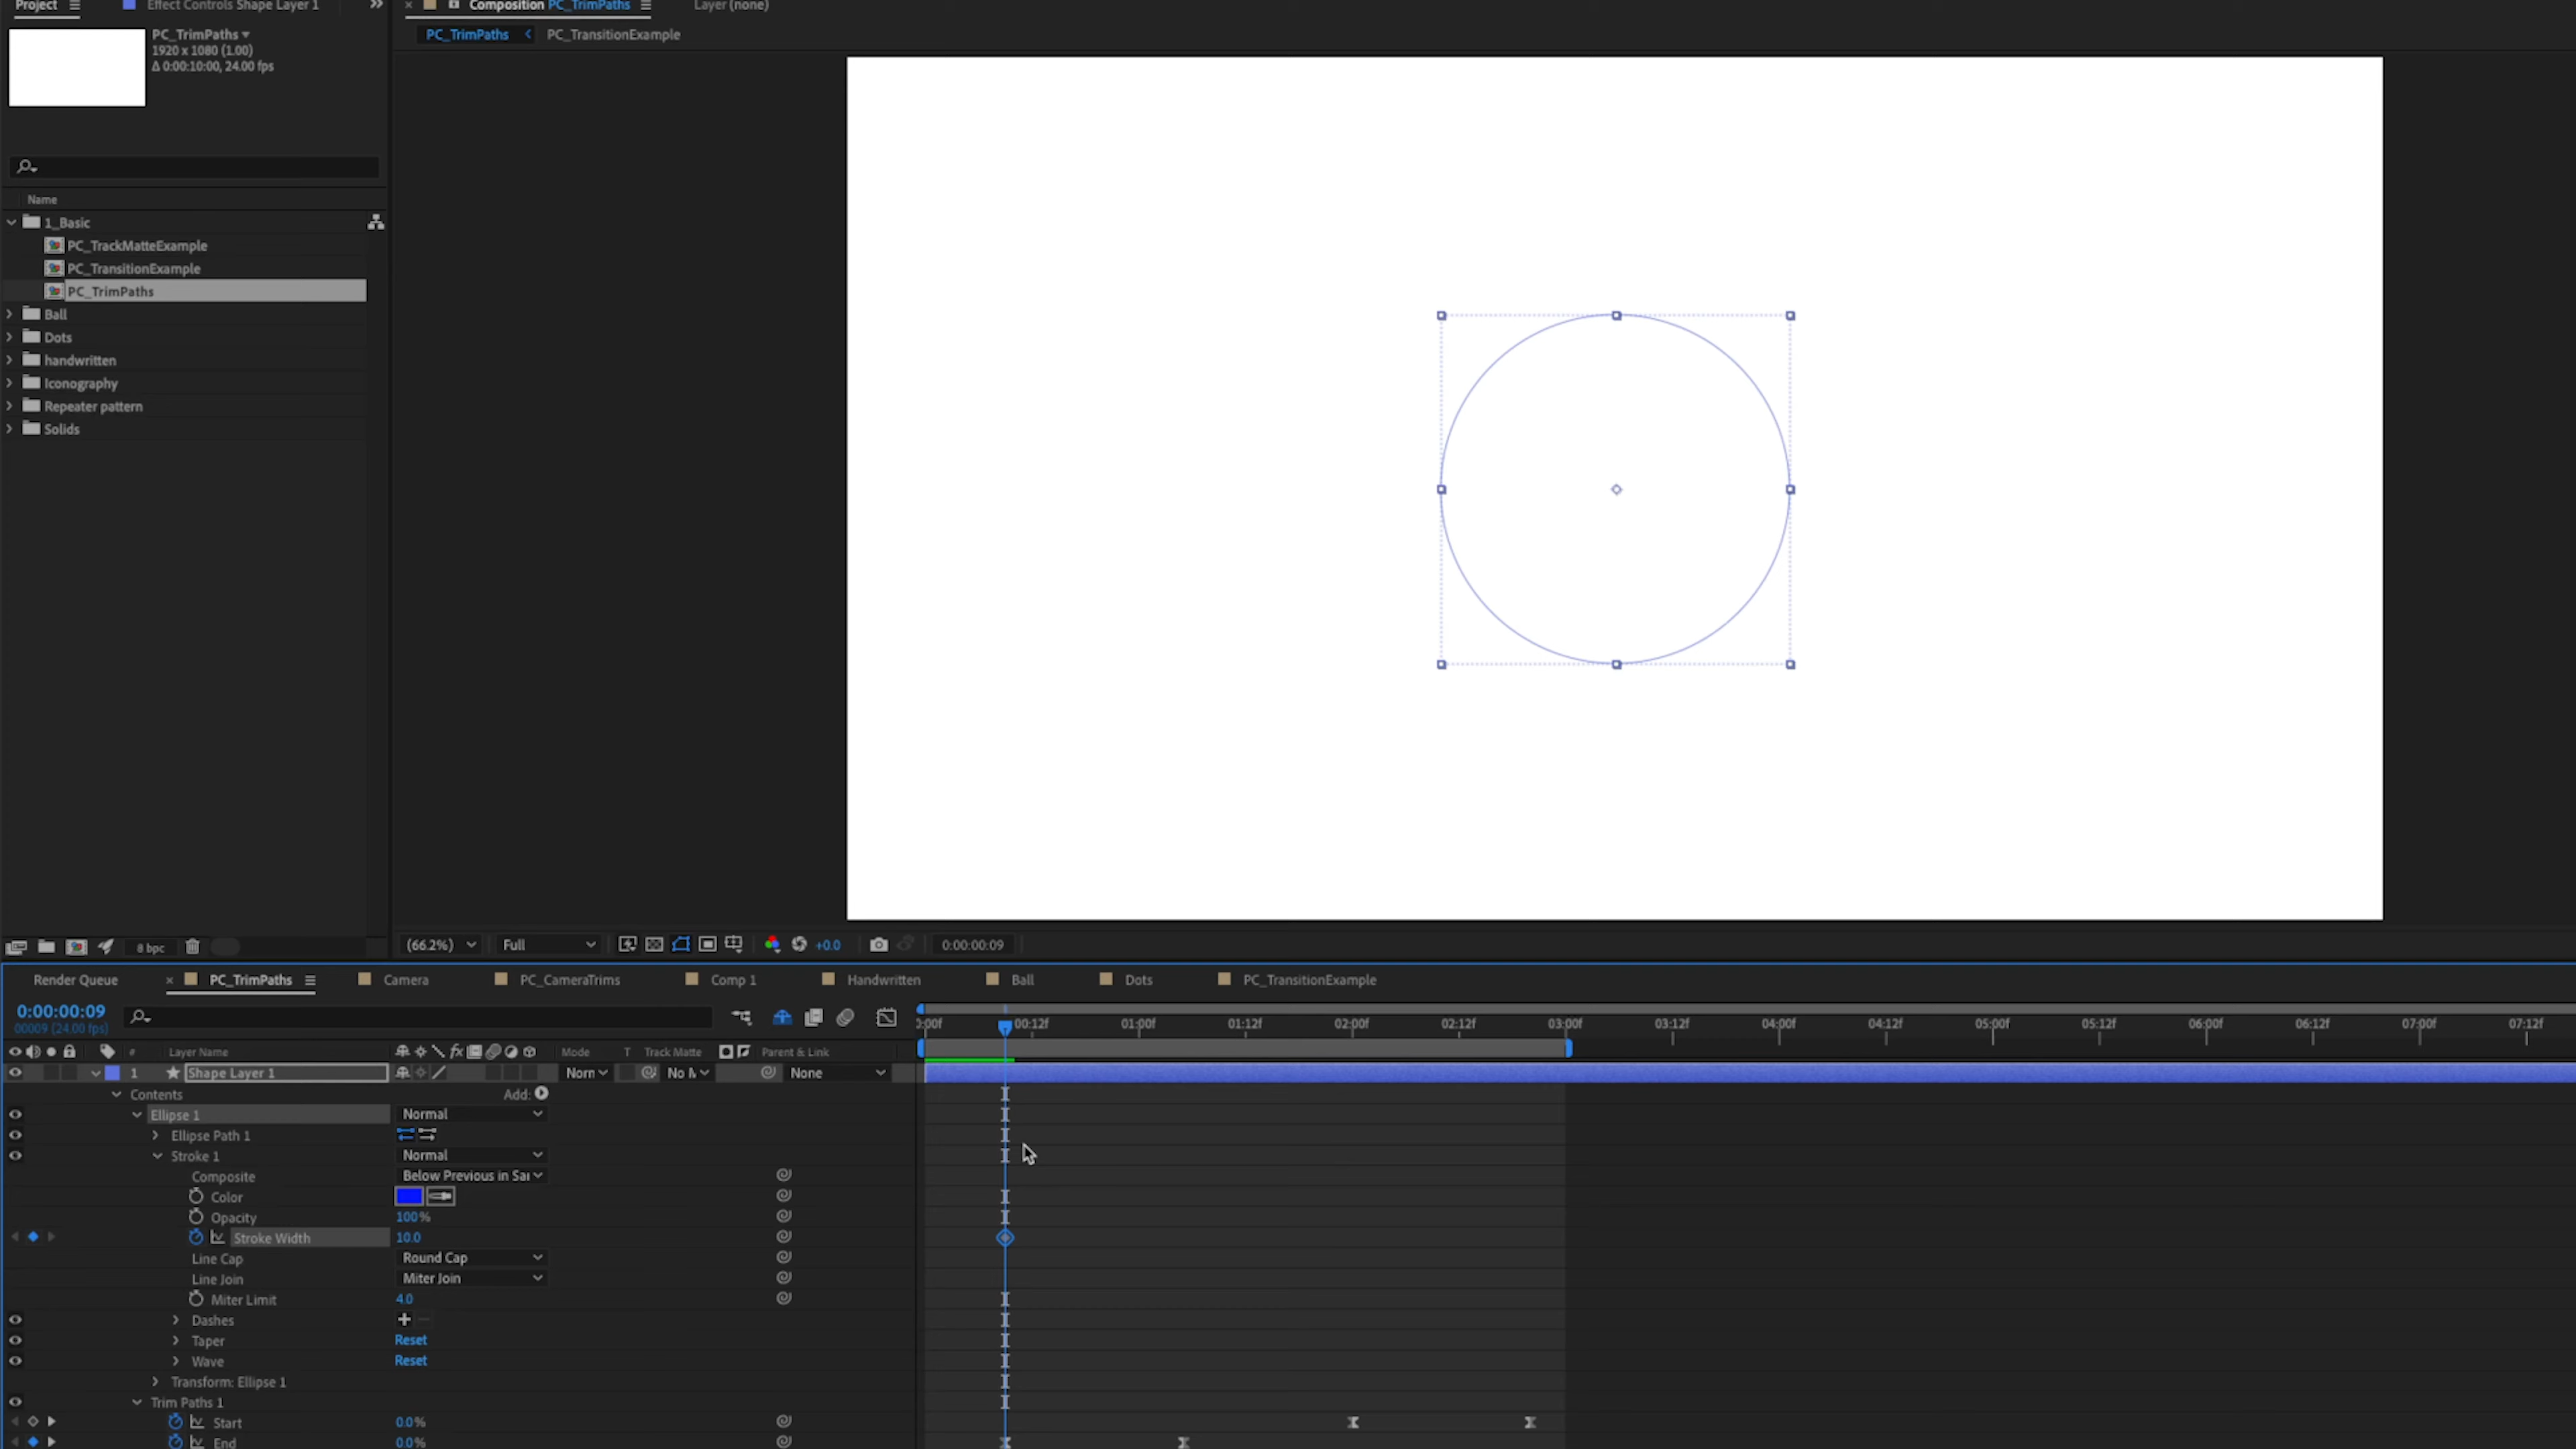 Project
Effect Controls Shape Layer 1
Composition PC_TrimPaths
Layer (none)
PC_TrimPaths
1920 x 1080 (1.00)
Δ 0:00:10:00, 24.00 fps
PC_TrimPaths
PC_TransitionExample
Name
1_Basic
PC_TrackMatteExample
PC_TransitionExample
PC_TrimPaths
Ball
Dots
handwritten
Iconography
Repeater pattern
Solids
8 bpc
(66.2%)
Full
+0.0
0:00:00:09
Render Queue
PC_TrimPaths
Camera
PC_CameraTrims
Comp 1
Handwritten
Ball
Dots
PC_TransitionExample
0:00:00:09
00009 (24.00 fps)
:00f 00:12f 01:00f 01:12f 02:00f 02:12f 03:00f 03:12f 04:00f 04:12f 05:00f 05:12f 06:00f 06:12f 07:00f 07:12f
# Layer Name fx Mode T Track Matte Parent & Link
1 Shape Layer 1 Norm No M None
Contents Add:
Ellipse 1 Normal
Ellipse Path 1
Stroke 1 Normal
Composite Below Previous in Sar
Color
Opacity 100%
Stroke Width 10.0
Line Cap Round Cap
Line Join Miter Join
Miter Limit 4.0
Dashes
Taper Reset
Wave Reset
Transform: Ellipse 1
Trim Paths 1
Start 0.0%
End 0.0%